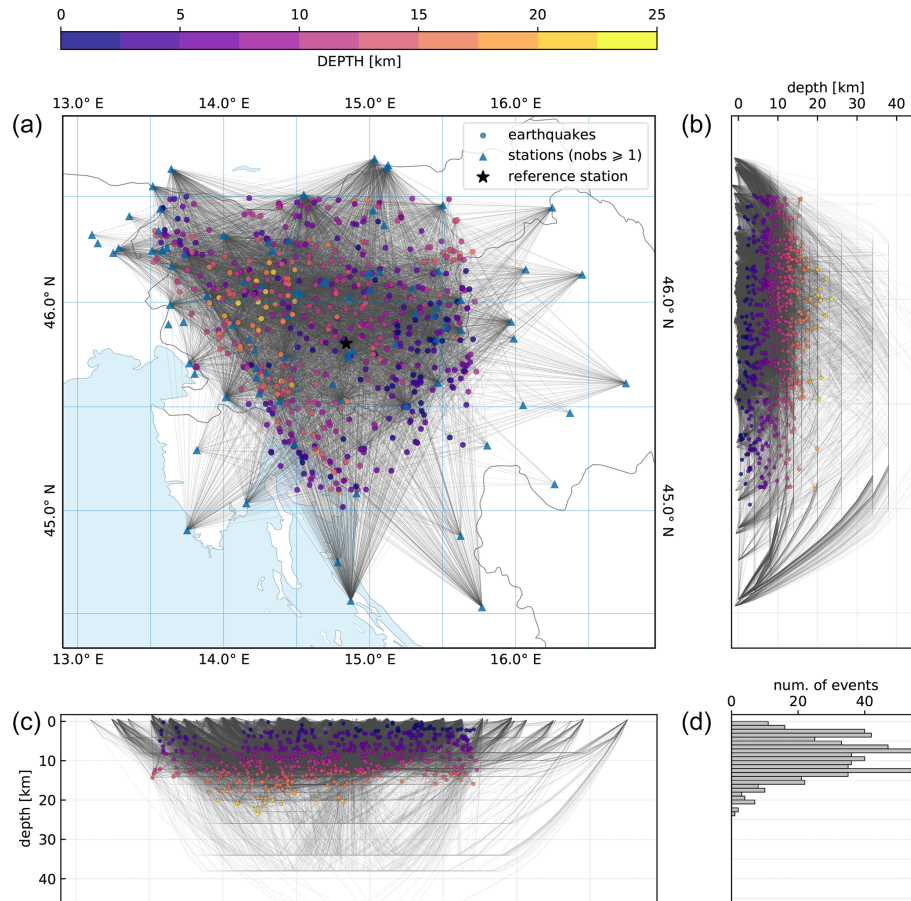 0 5 10 15 20 25
DEPTH [km]
(a)
13.0° E 14.0° E 15.0° E 16.0° E
earthquakes
stations (nobs ⩾ 1)
reference station
46.0° N
45.0° N
46.0° N
45.0° N
13.0° E 14.0° E 15.0° E 16.0° E
(b)
depth [km]
0 10 20 30 40
(c)
0
10
20
30
40
depth [km]
(d)
num. of events
0 20 40